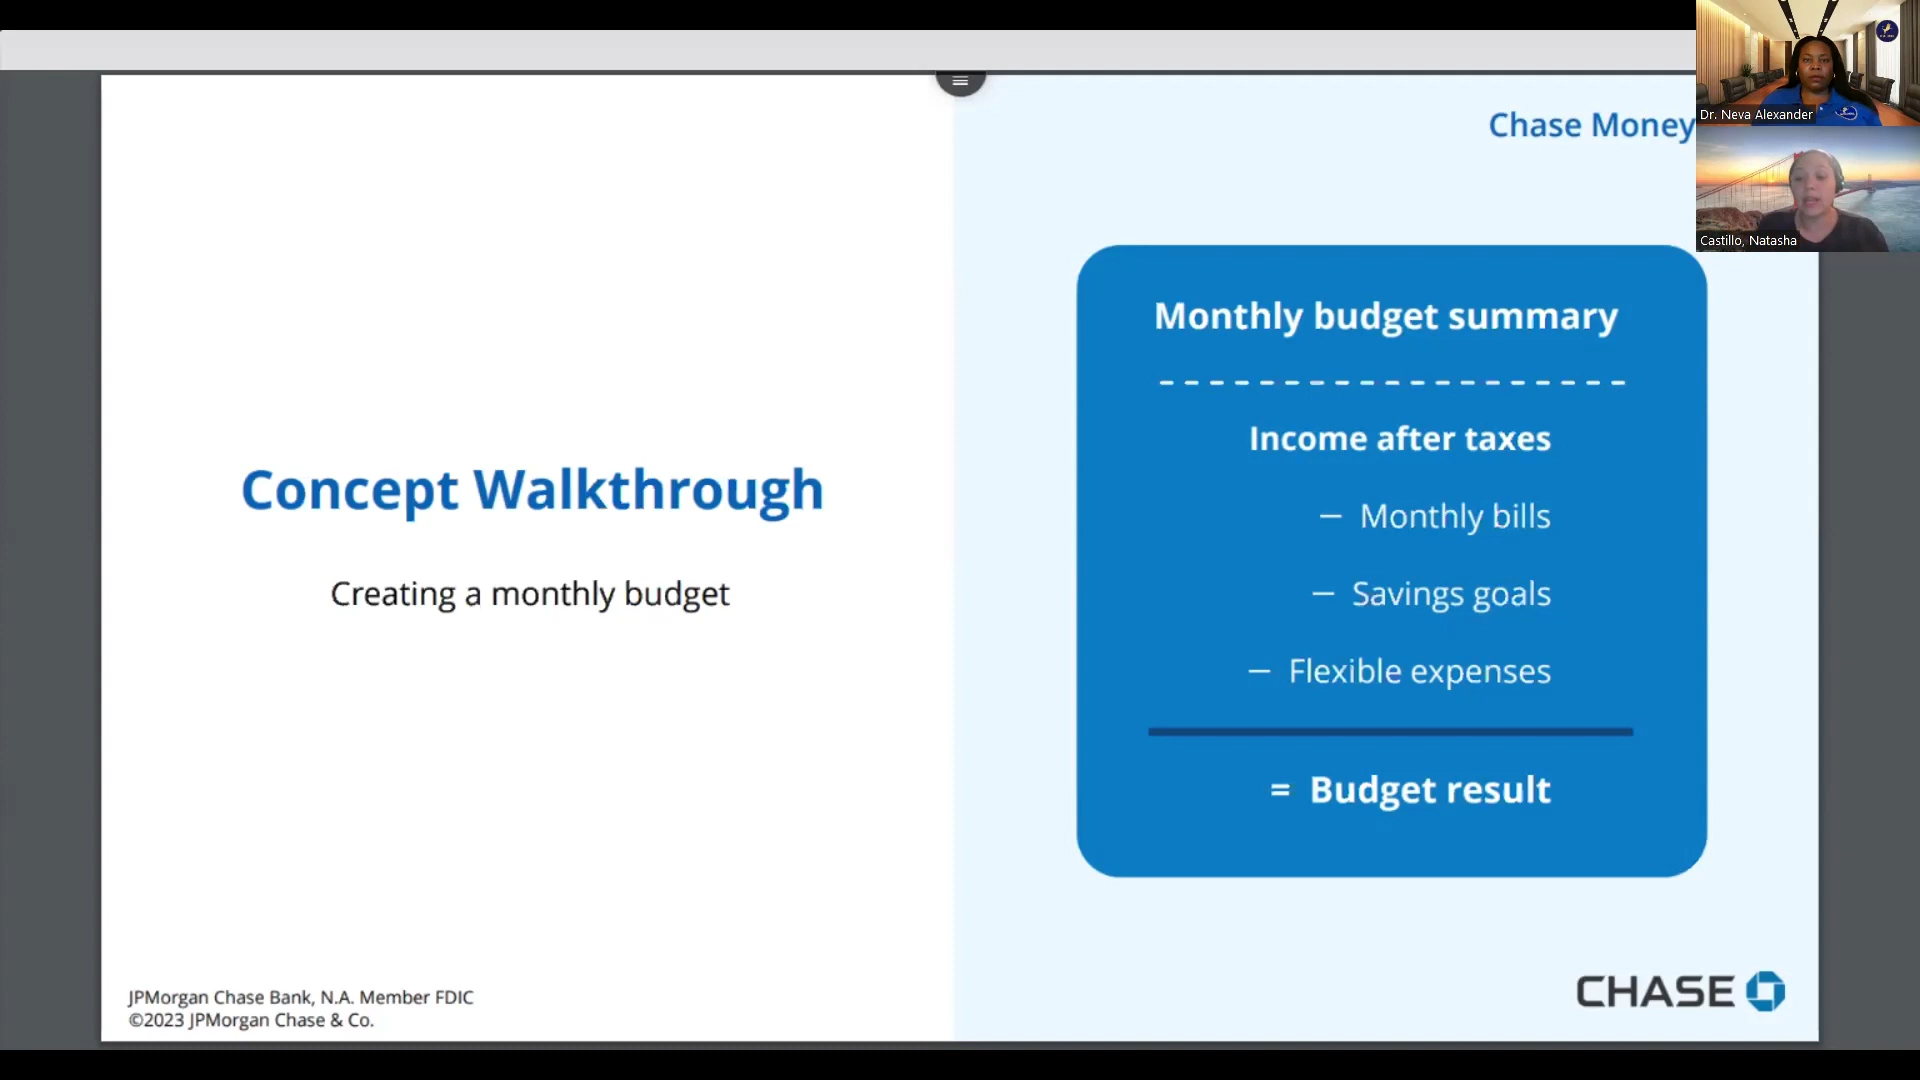 Chase Money
Dr. Neva Alexander
Castillo, Natasha
Concept Walkthrough
Creating a monthly budget
Monthly budget summary
Income after taxes
— Monthly bills
— Savings goals
— Flexible expenses
= Budget result
JPMorgan Chase Bank, N.A. Member FDIC
©2023 JPMorgan Chase & Co.
CHASE